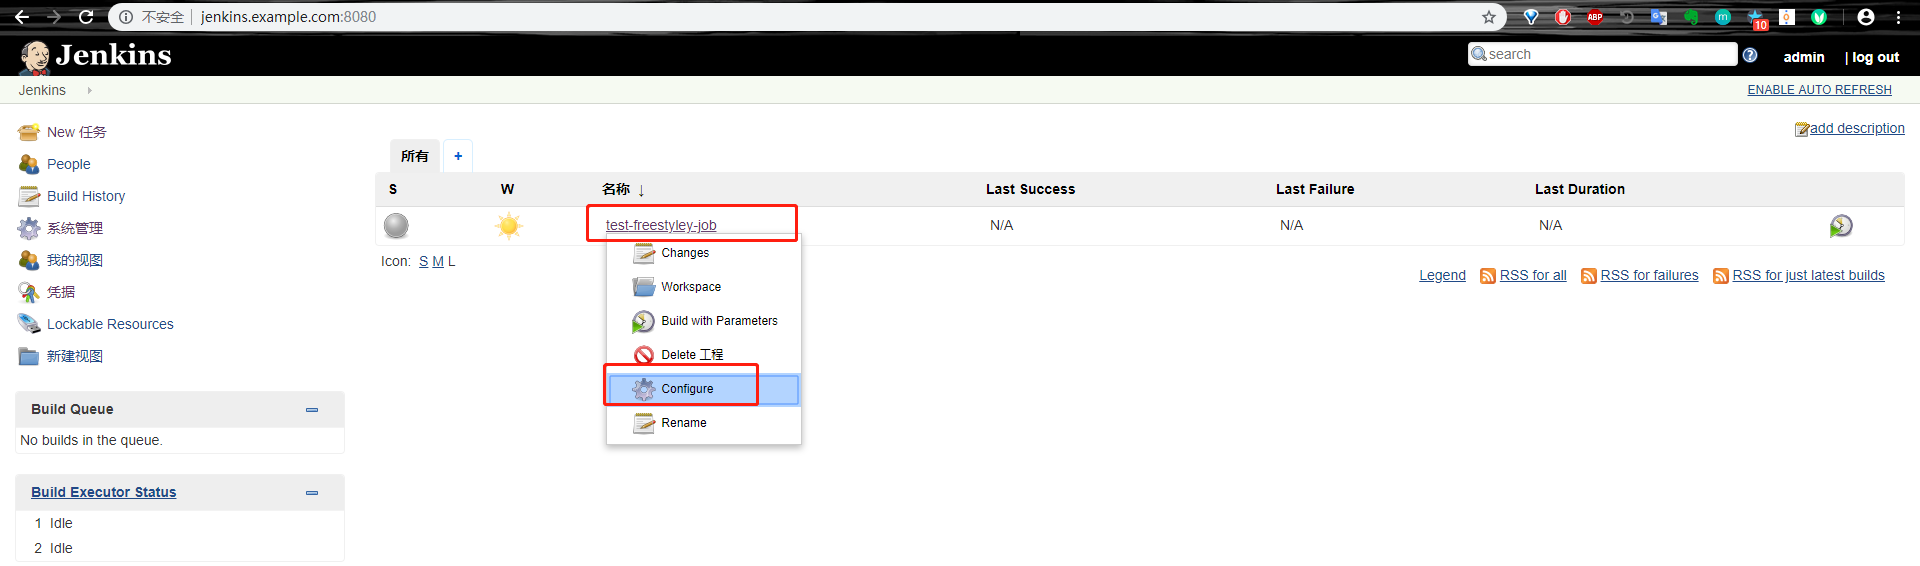 不安全 jenkins.example.com:8080
ABP
m
10
Jenkins
search
admin
| log out
Jenkins
ENABLE AUTO REFRESH
New 任务
People
Build History
系统管理
我的视图
凭据
Lockable Resources
新建视图
add description
所有 +
S W 名称 ↓ Last Success Last Failure Last Duration
test-freestyley-job N/A N/A N/A
Icon: S M L
Changes
Workspace
Build with Parameters
Delete 工程
Configure
Rename
Legend RSS for all RSS for failures RSS for just latest builds
Build Queue
No builds in the queue.
Build Executor Status
1 Idle
2 Idle